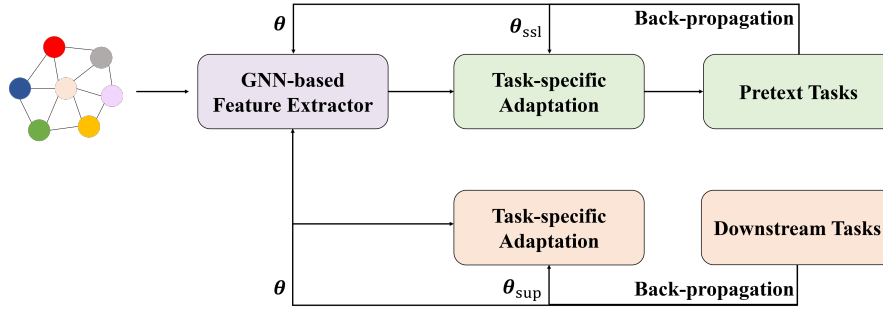 θ
θssl
Back-propagation
GNN-based
Feature Extractor
Task-specific
Adaptation
Pretext Tasks
Task-specific
Adaptation
Downstream Tasks
θ
θsup
Back-propagation